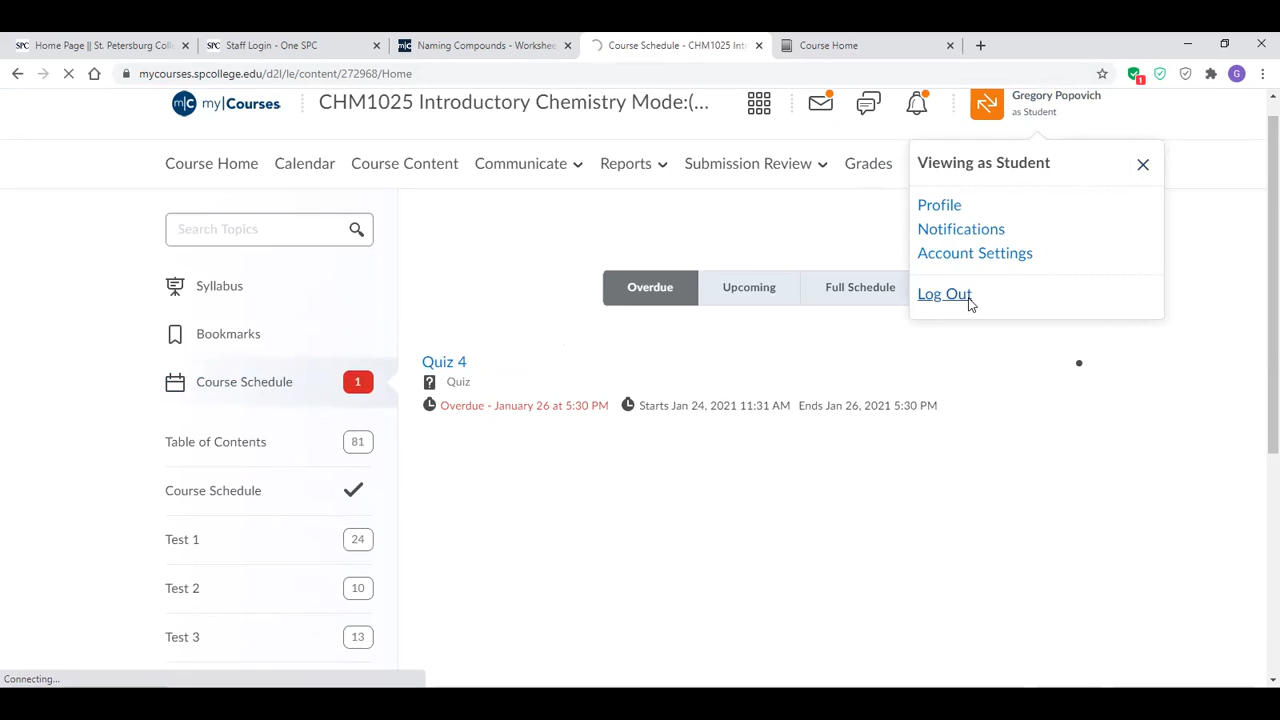 SPC Home Page || St. Petersburg Coll
SPC Staff Login - One SPC
m|c Naming Compounds - Workshee
Course Schedule - CHM1025 Int
Course Home
mycourses.spcollege.edu/d2l/le/content/272968/Home
1
G
m|c my|Courses
CHM1025 Introductory Chemistry Mode:(...
Gregory Popovich
as Student
Course Home
Calendar
Course Content
Communicate
Reports
Submission Review
Grades
Viewing as Student
Profile
Notifications
Account Settings
Log Out
Search Topics
Syllabus
Bookmarks
Course Schedule 1
Table of Contents 81
Course Schedule
Test 1 24
Test 2 10
Test 3 13
Overdue
Upcoming
Full Schedule
Quiz 4
Quiz
Overdue - January 26 at 5:30 PM Starts Jan 24, 2021 11:31 AM Ends Jan 26, 2021 5:30 PM
Connecting...